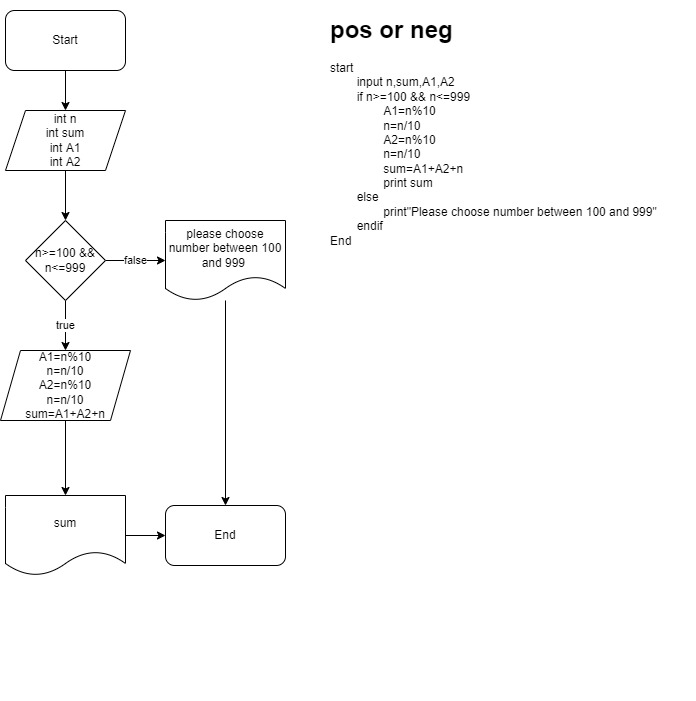 Start
int n
int sum
int A1
int A2
n>=100 &&
n<=999
false
please choose
number between 100
and 999
true
A1=n%10
n=n/10
A2=n%10
n=n/10
sum=A1+A2+n
sum
End
pos or neg
start
input n,sum,A1,A2
if n>=100 && n<=999
A1=n%10
n=n/10
A2=n%10
n=n/10
sum=A1+A2+n
print sum
else
print"Please choose number between 100 and 999"
endif
End